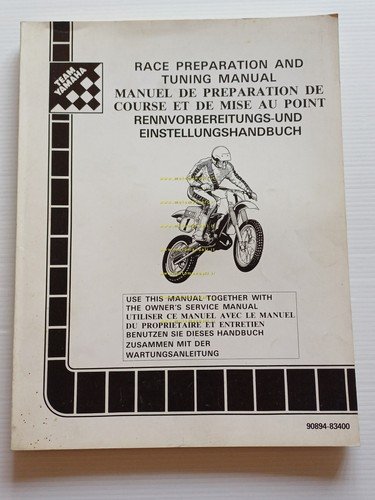 TEAM
YAMAHA
RACE PREPARATION AND
TUNING MANUAL
MANUEL DE PREPARATION DE
COURSE ET DE MISE AU POINT
RENNVORBEREITUNGS-UND
EINSTELLUNGSHANDBUCH
USE THIS MANUAL TOGETHER WITH
THE OWNER'S SERVICE MANUAL
UTILISER CE MANUEL AVEC LE MANUEL
DU PROPRIETAIRE ET ENTRETIEN
BENUTZEN SIE DIESES HANDBUCH
ZUSAMMEN MIT DER
WARTUNGSANLEITUNG
90894-83400